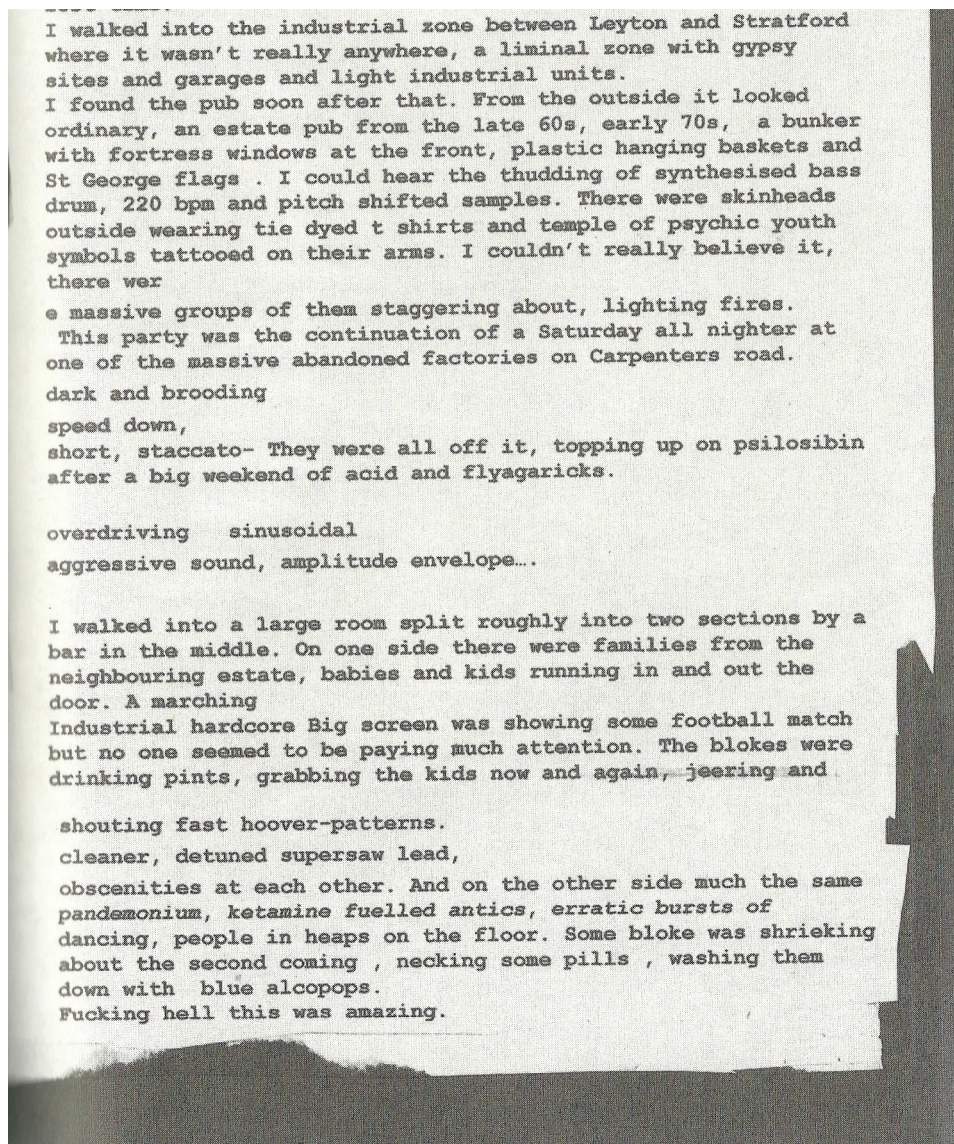 I walked into the industrial zone between Leyton and Stratford
where it wasn't really anywhere, a liminal zone with gypsy
sites and garages and light industrial units.
I found the pub soon after that. From the outside it looked
ordinary, an estate pub from the late 60s, early 70s,  a bunker
with fortress windows at the front, plastic hanging baskets and
St George flags . I could hear the thudding of synthesised bass
drum, 220 bpm and pitch shifted samples. There were skinheads
outside wearing tie dyed t shirts and temple of psychic youth
symbols tattooed on their arms. I couldn't really believe it,
there wer
e massive groups of them staggering about, lighting fires.
This party was the continuation of a Saturday all nighter at
one of the massive abandoned factories on Carpenters road.
dark and brooding
speed down,
short, staccato- They were all off it, topping up on psilosibin
after a big weekend of acid and flyagaricks.
overdriving   sinusoidal
aggressive sound, amplitude envelope….
I walked into a large room split roughly into two sections by a
bar in the middle. On one side there were families from the
neighbouring estate, babies and kids running in and out the
door. A marching
Industrial hardcore Big screen was showing some football match
but no one seemed to be paying much attention. The blokes were
drinking pints, grabbing the kids now and again, jeering and
shouting fast hoover-patterns.
cleaner, detuned supersaw lead,
obscenities at each other. And on the other side much the same
pandemonium, ketamine fuelled antics, erratic bursts of
dancing, people in heaps on the floor. Some bloke was shrieking
about the second coming , necking some pills , washing them
down with  blue alcopops.
Fucking hell this was amazing.